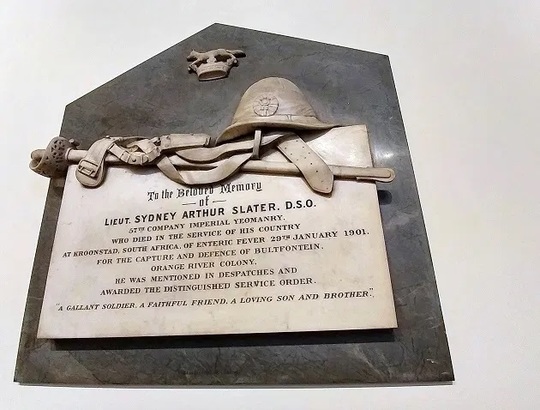 To the Beloved Memory
— of —
LIEUT. SYDNEY ARTHUR SLATER. D.S.O.
57TH COMPANY IMPERIAL YEOMANRY.
WHO DIED IN THE SERVICE OF HIS COUNTRY
AT KROONSTAD, SOUTH AFRICA, OF ENTERIC FEVER 29TH JANUARY 1901.
FOR THE CAPTURE AND DEFENCE OF BULTFONTEIN,
ORANGE RIVER COLONY,
HE WAS MENTIONED IN DESPATCHES AND
AWARDED THE DISTINGUISHED SERVICE ORDER.
"A GALLANT SOLDIER, A FAITHFUL FRIEND, A LOVING SON AND BROTHER".